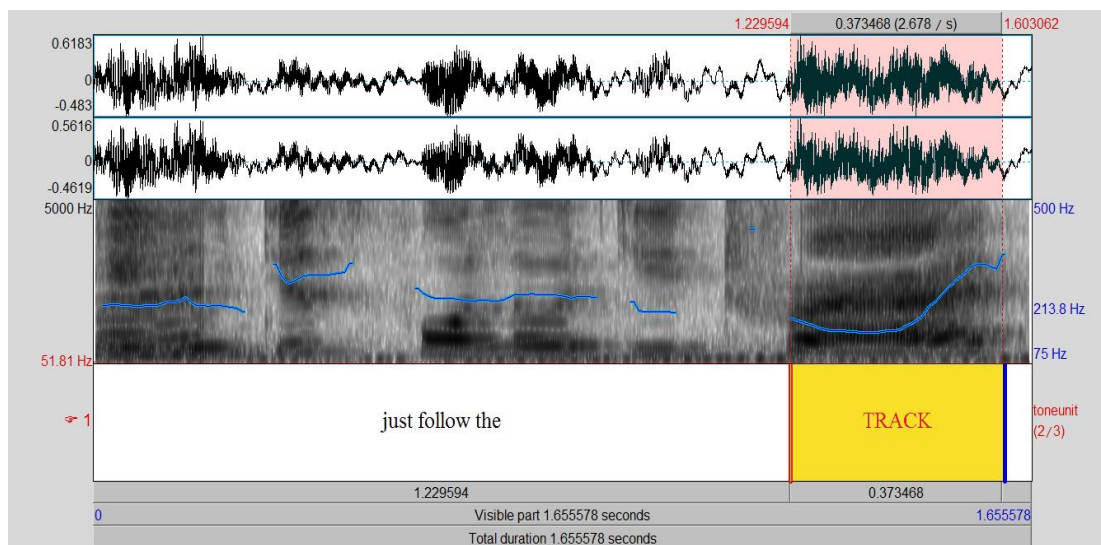 1.229594 0.373468 (2.678 / s) 1.603062
0.6183
0
-0.483
0.5616
0
-0.4619
5000 Hz 500 Hz
213.8 Hz
51.81 Hz 75 Hz
1 just follow the TRACK toneunit
(2/3)
1.229594 0.373468
0 Visible part 1.655578 seconds 1.655578
Total duration 1.655578 seconds